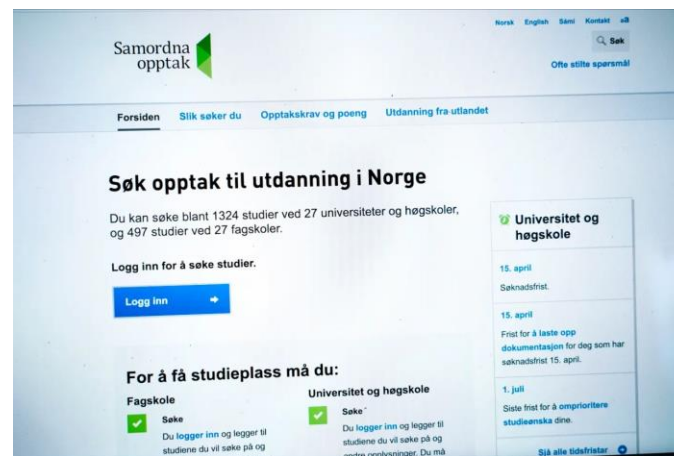 Norsk English Sámi Kontakt
Samordna
opptak
Søk
Ofte stilte spørsmål
Forsiden Slik søker du Opptakskrav og poeng Utdanning fra utlandet
Søk opptak til utdanning i Norge
Du kan søke blant 1324 studier ved 27 universiteter og høgskoler,
og 497 studier ved 27 fagskoler.
Logg inn for å søke studier.
Logg inn
For å få studieplass må du:
Fagskole
Søke
Du logger inn og legger til
studiene du vil søke på og
Universitet og høgskole
Søke
Du logger inn og legger til
studiene du vil søke på og
andre opplysninger. Du må
Universitet og
høgskole
15. april
Søknadsfrist.
15. april
Frist for å laste opp
dokumentasjon for deg som har
søknadsfrist 15. april.
1. juli
Siste frist for å omprioritere
studieønska dine.
Sjå alle tidsfristar